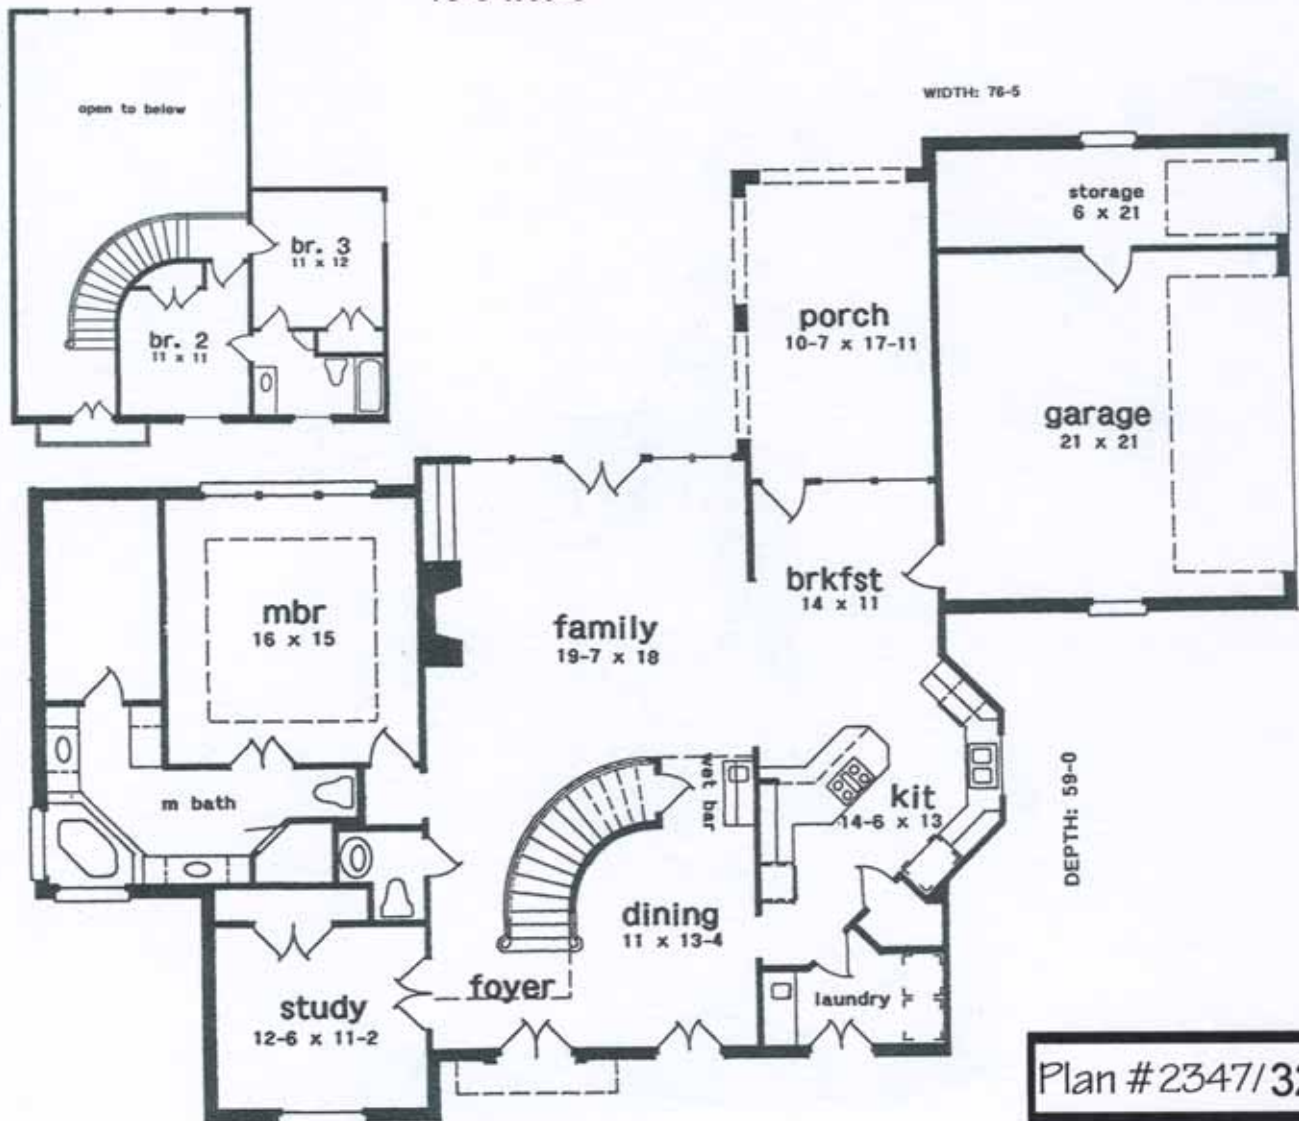 open to below
br. 3
11 x 12
br. 2
11 x 11
WIDTH: 76-5
storage
6 x 21
porch
10-7 x 17-11
garage
21 x 21
mbr
16 x 15
family
19-7 x 18
brkfst
14 x 11
m bath
wet bar
kit
14-6 x 13
DEPTH: 59-0
dining
11 x 13-4
foyer
study
12-6 x 11-2
laundry
Plan #2347/